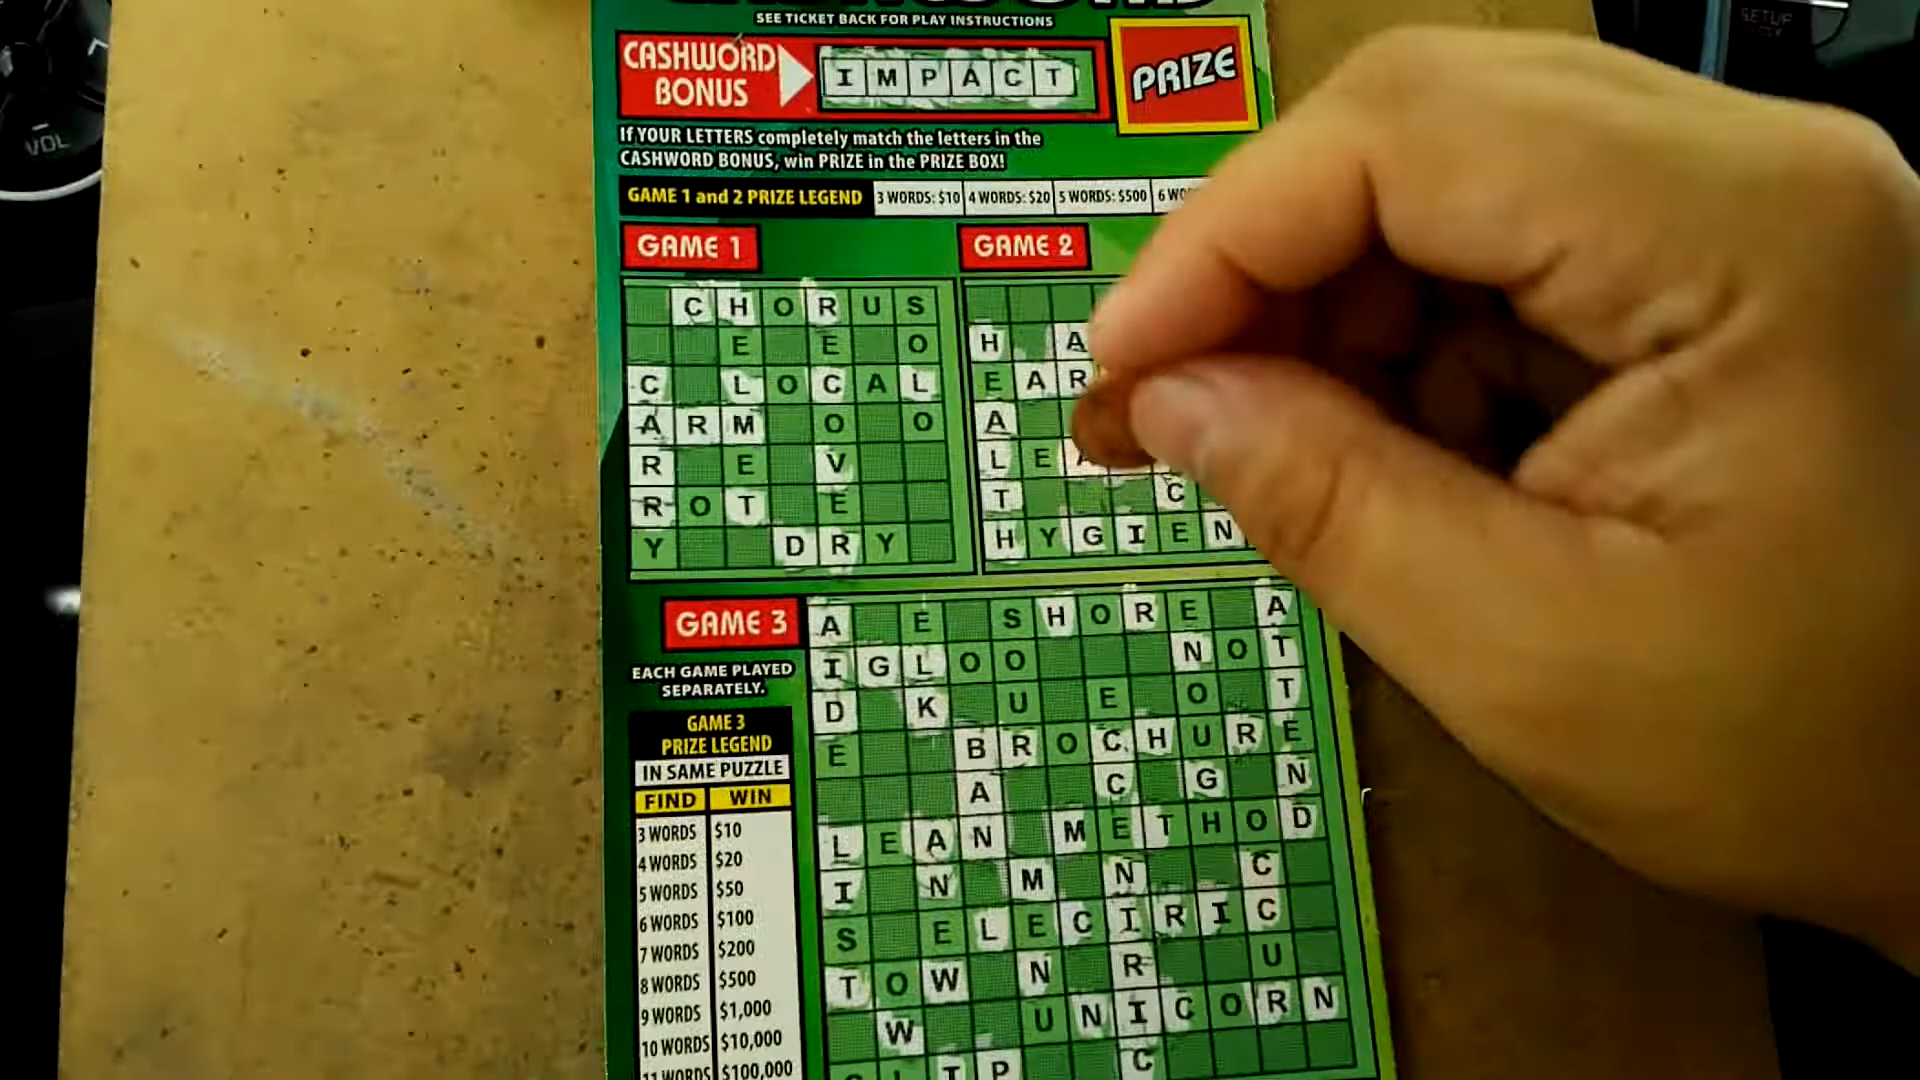 SEE TICKET BACK FOR PLAY INSTRUCTIONS
CASHWORD
BONUS
IMPACT
PRIZE
If YOUR LETTERS completely match the letters in the
CASHWORD BONUS, win PRIZE in the PRIZE BOX!
GAME 1 and 2 PRIZE LEGEND
3 WORDS: $10
4 WORDS: $20
5 WORDS: $500
GAME 1
C H O R U S
E E O
C L O C A L
A R M O O
R E V
R O T E
Y D R Y
GAME 2
H A
E A R
A
L E A
T C
H Y G I E N
GAME 3
EACH GAME PLAYED
SEPARATELY.
GAME 3
PRIZE LEGEND
IN SAME PUZZLE
FIND WIN
3 WORDS $10
4 WORDS $20
5 WORDS $50
6 WORDS $100
7 WORDS $200
8 WORDS $500
9 WORDS $1,000
10 WORDS $10,000
11 WORDS $100,000
A E S H O R E A
I G L O O N O T
D K U E O T
E B R O C H U R E
A C G N
L E A N M E T H O D
I N M N C
S E L E C T R I C
T O W N R U
W U N I C O R N
I P C
VOL
SETUP